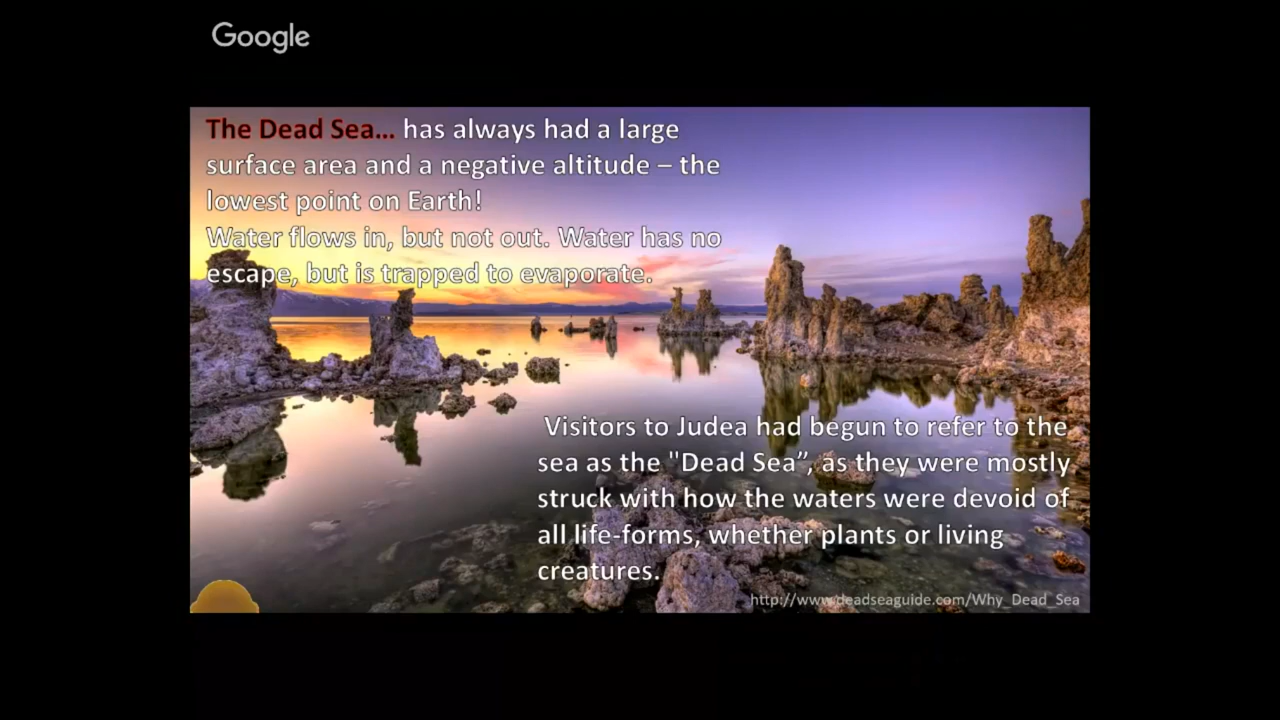 Google
The Dead Sea... has always had a large
surface area and a negative altitude – the
lowest point on Earth!
Water flows in, but not out. Water has no
escape, but is trapped to evaporate.
Visitors to Judea had begun to refer to the
sea as the "Dead Sea”, as they were mostly
struck with how the waters were devoid of
all life-forms, whether plants or living
creatures.
http://www.deadseaguide.com/Why_Dead_Sea